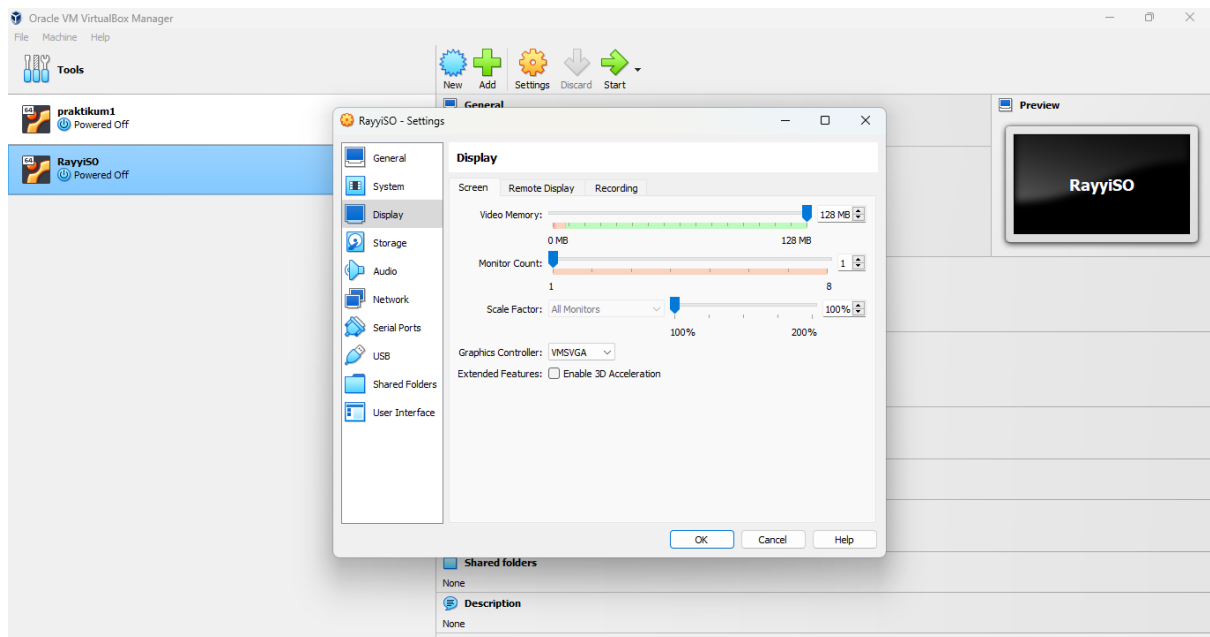 Oracle VM VirtualBox Manager
File Machine Help
Tools
New Add Settings Discard Start
64 praktikum1
Powered Off
64 RayyiSO
Powered Off
General
Preview
RayyiSO
RayyiSO - Settings
General
System
Display
Storage
Audio
Network
Serial Ports
USB
Shared Folders
User Interface
Display
Screen Remote Display Recording
Video Memory: 128 MB
0 MB 128 MB
Monitor Count: 1
1 8
Scale Factor: All Monitors 100%
100% 200%
Graphics Controller: VMSVGA
Extended Features: Enable 3D Acceleration
OK Cancel Help
Shared folders
None
Description
None